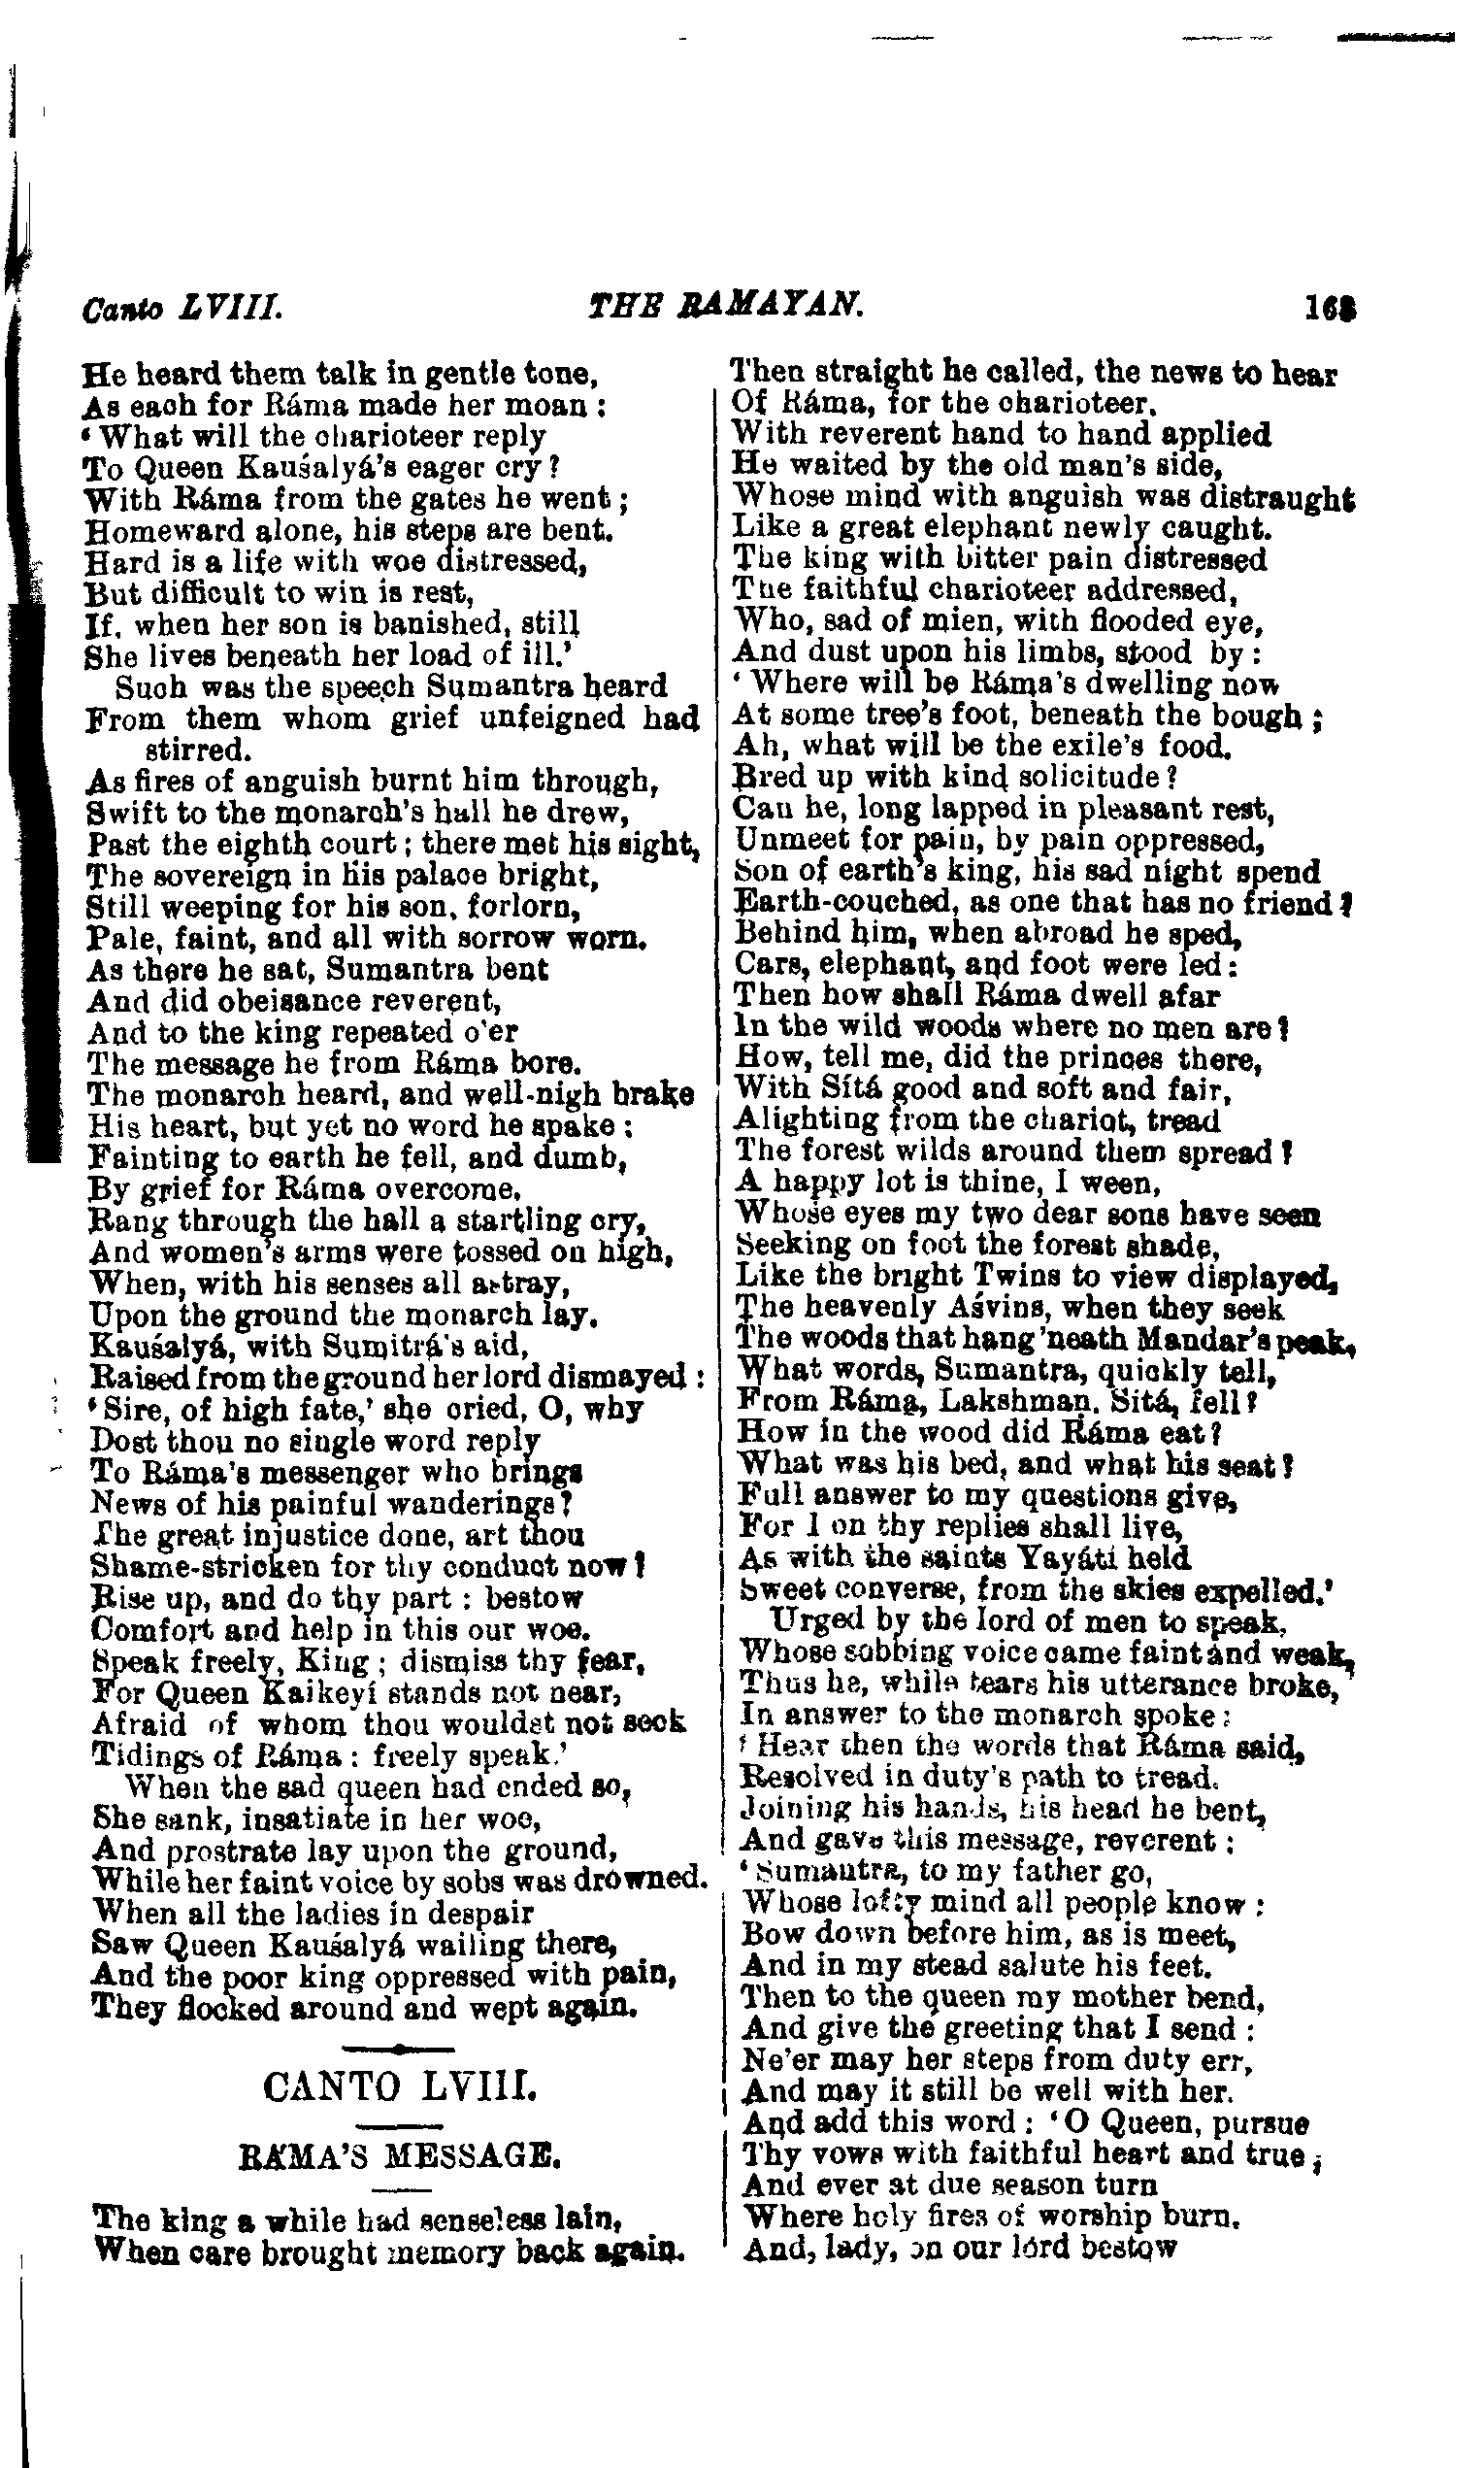 Canto LVIII. THE RAMAYAN. 163
He heard them talk in gentle tone,
As each for Ráma made her moan :
‘ What will the charioteer reply
To Queen Kauśalyá’s eager cry ?
With Ráma from the gates he went ;
Homeward alone, his steps are bent.
Hard is a life with woe distressed,
But difficult to win is rest,
If, when her son is banished, still
She lives beneath her load of ill.’
Such was the speech Sumantra heard
From them whom grief unfeigned had
stirred.
As fires of anguish burnt him through,
Swift to the monarch’s hall he drew,
Past the eighth court ; there met his sight,
The sovereign in his palace bright,
Still weeping for his son, forlorn,
Pale, faint, and all with sorrow worn.
As there he sat, Sumantra bent
And did obeisance reverent,
And to the king repeated o’er
The message he from Ráma bore.
The monarch heard, and well-nigh brake
His heart, but yet no word he spake :
Fainting to earth he fell, and dumb,
By grief for Ráma overcome.
Rang through the hall a startling cry,
And women’s arms were tossed on high,
When, with his senses all astray,
Upon the ground the monarch lay.
Kauśalyá, with Sumitrá’s aid,
Raised from the ground her lord dismayed :
‘ Sire, of high fate,’ she cried, O, why
Dost thou no single word reply
To Ráma’s messenger who brings
News of his painful wanderings ?
The great injustice done, art thou
Shame-stricken for thy conduct now ?
Rise up, and do thy part : bestow
Comfort and help in this our woe.
Speak freely, King ; dismiss thy fear,
For Queen Kaikeyí stands not near,
Afraid of whom thou wouldst not seek
Tidings of Ráma : freely speak.’
When the sad queen had ended so,
She sank, insatiate in her woe,
And prostrate lay upon the ground,
While her faint voice by sobs was drowned.
When all the ladies in despair
Saw Queen Kauśalyá wailing there,
And the poor king oppressed with pain,
They flocked around and wept again.
CANTO LVIII.
RÁMA’S MESSAGE.
The king a while had senseless lain,
When care brought memory back again.
Then straight he called, the news to hear
Of Ráma, for the charioteer.
With reverent hand to hand applied
He waited by the old man’s side,
Whose mind with anguish was distraught
Like a great elephant newly caught.
The king with bitter pain distressed
The faithful charioteer addressed,
Who, sad of mien, with flooded eye,
And dust upon his limbs, stood by :
‘ Where will be Ráma’s dwelling now
At some tree’s foot, beneath the bough ;
Ah, what will be the exile’s food,
Bred up with kind solicitude ?
Can he, long lapped in pleasant rest,
Unmeet for pain, by pain oppressed,
Son of earth’s king, his sad night spend
Earth-couched, as one that has no friend ?
Behind him, when abroad he sped,
Cars, elephant, and foot were led :
Then how shall Ráma dwell afar
In the wild woods where no men are ?
How, tell me, did the princes there,
With Sítá good and soft and fair,
Alighting from the chariot, tread
The forest wilds around them spread ?
A happy lot is thine, I ween,
Whose eyes my two dear sons have seen
Seeking on foot the forest shade,
Like the bright Twins to view displayed,
The heavenly Aśvins, when they seek
The woods that hang ’neath Mandar’s peak.
What words, Sumantra, quickly tell,
From Ráma, Lakshman, Sitá, fell ?
How in the wood did Ráma eat ?
What was his bed, and what his seat ?
Full answer to my questions give,
For I on thy replies shall live,
As with the saints Yayáti held
Sweet converse, from the skies expelled.’
Urged by the lord of men to speak,
Whose sobbing voice came faint and weak,
Thus he, while tears his utterance broke,
In answer to the monarch spoke :
‘ Hear then the words that Ráma said,
Resolved in duty’s path to tread.
Joining his hands, his head he bent,
And gave this message, reverent :
‘ Sumantra, to my father go,
Whose lofty mind all people know :
Bow down before him, as is meet,
And in my stead salute his feet.
Then to the queen my mother bend,
And give the greeting that I send :
Ne’er may her steps from duty err,
And may it still be well with her.
And add this word : ‘ O Queen, pursue
Thy vows with faithful heart and true ;
And ever at due season turn
Where holy fires of worship burn.
And, lady, on our lord bestow